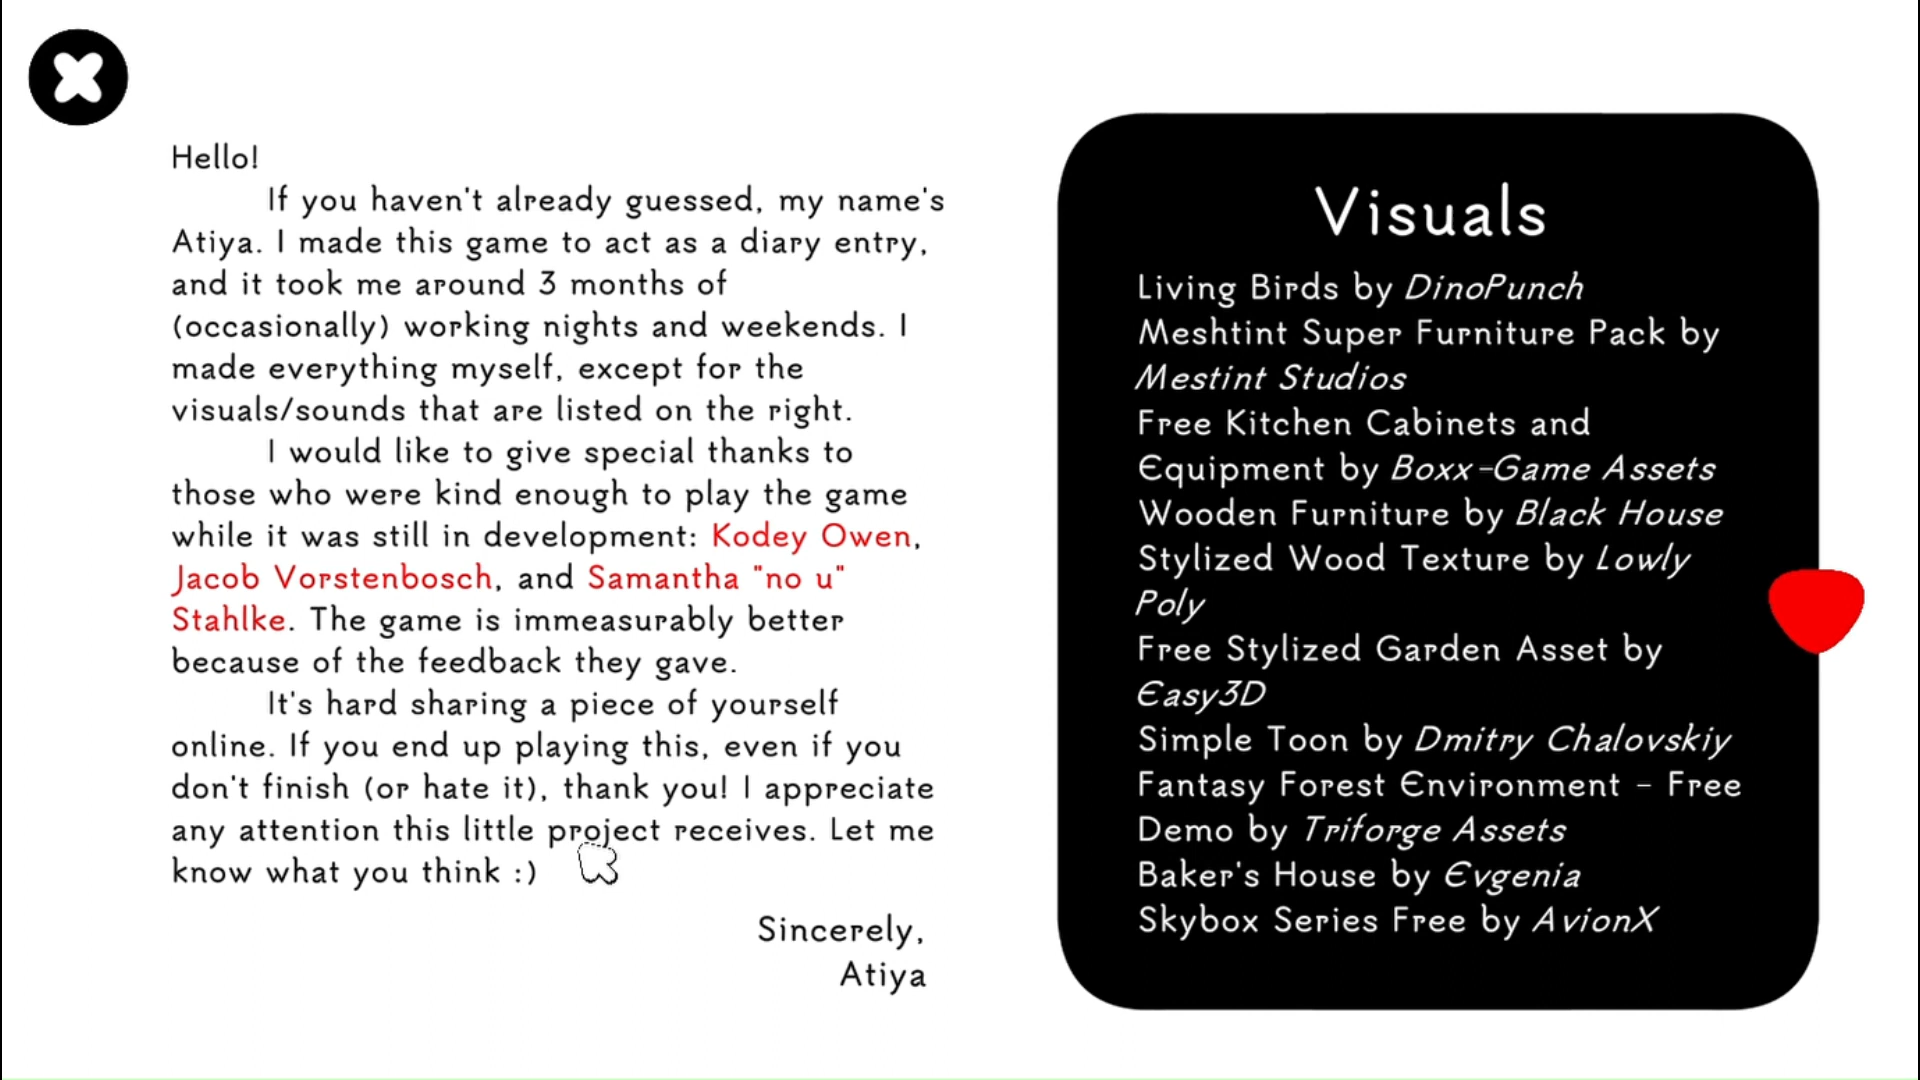 Hello!
If you haven't already guessed, my name's
Atiya. I made this game to act as a diary entry,
and it took me around 3 months of
(occasionally) working nights and weekends. I
made everything myself, except for the
visuals/sounds that are listed on the right.
I would like to give special thanks to
those who were kind enough to play the game
while it was still in development: Kodey Owen,
Jacob Vorstenbosch, and Samantha "no u"
Stahlke. The game is immeasurably better
because of the feedback they gave.
It's hard sharing a piece of yourself
online. If you end up playing this, even if you
don't finish (or hate it), thank you! I appreciate
any attention this little project receives. Let me
know what you think :)
Sincerely,
Atiya
Visuals
Living Birds by DinoPunch
Meshtint Super Furniture Pack by
Mestint Studios
Free Kitchen Cabinets and
Equipment by Boxx-Game Assets
Wooden Furniture by Black House
Stylized Wood Texture by Lowly
Poly
Free Stylized Garden Asset by
Easy3D
Simple Toon by Dmitry Chalovskiy
Fantasy Forest Environment - Free
Demo by Triforge Assets
Baker's House by Evgenia
Skybox Series Free by AvionX